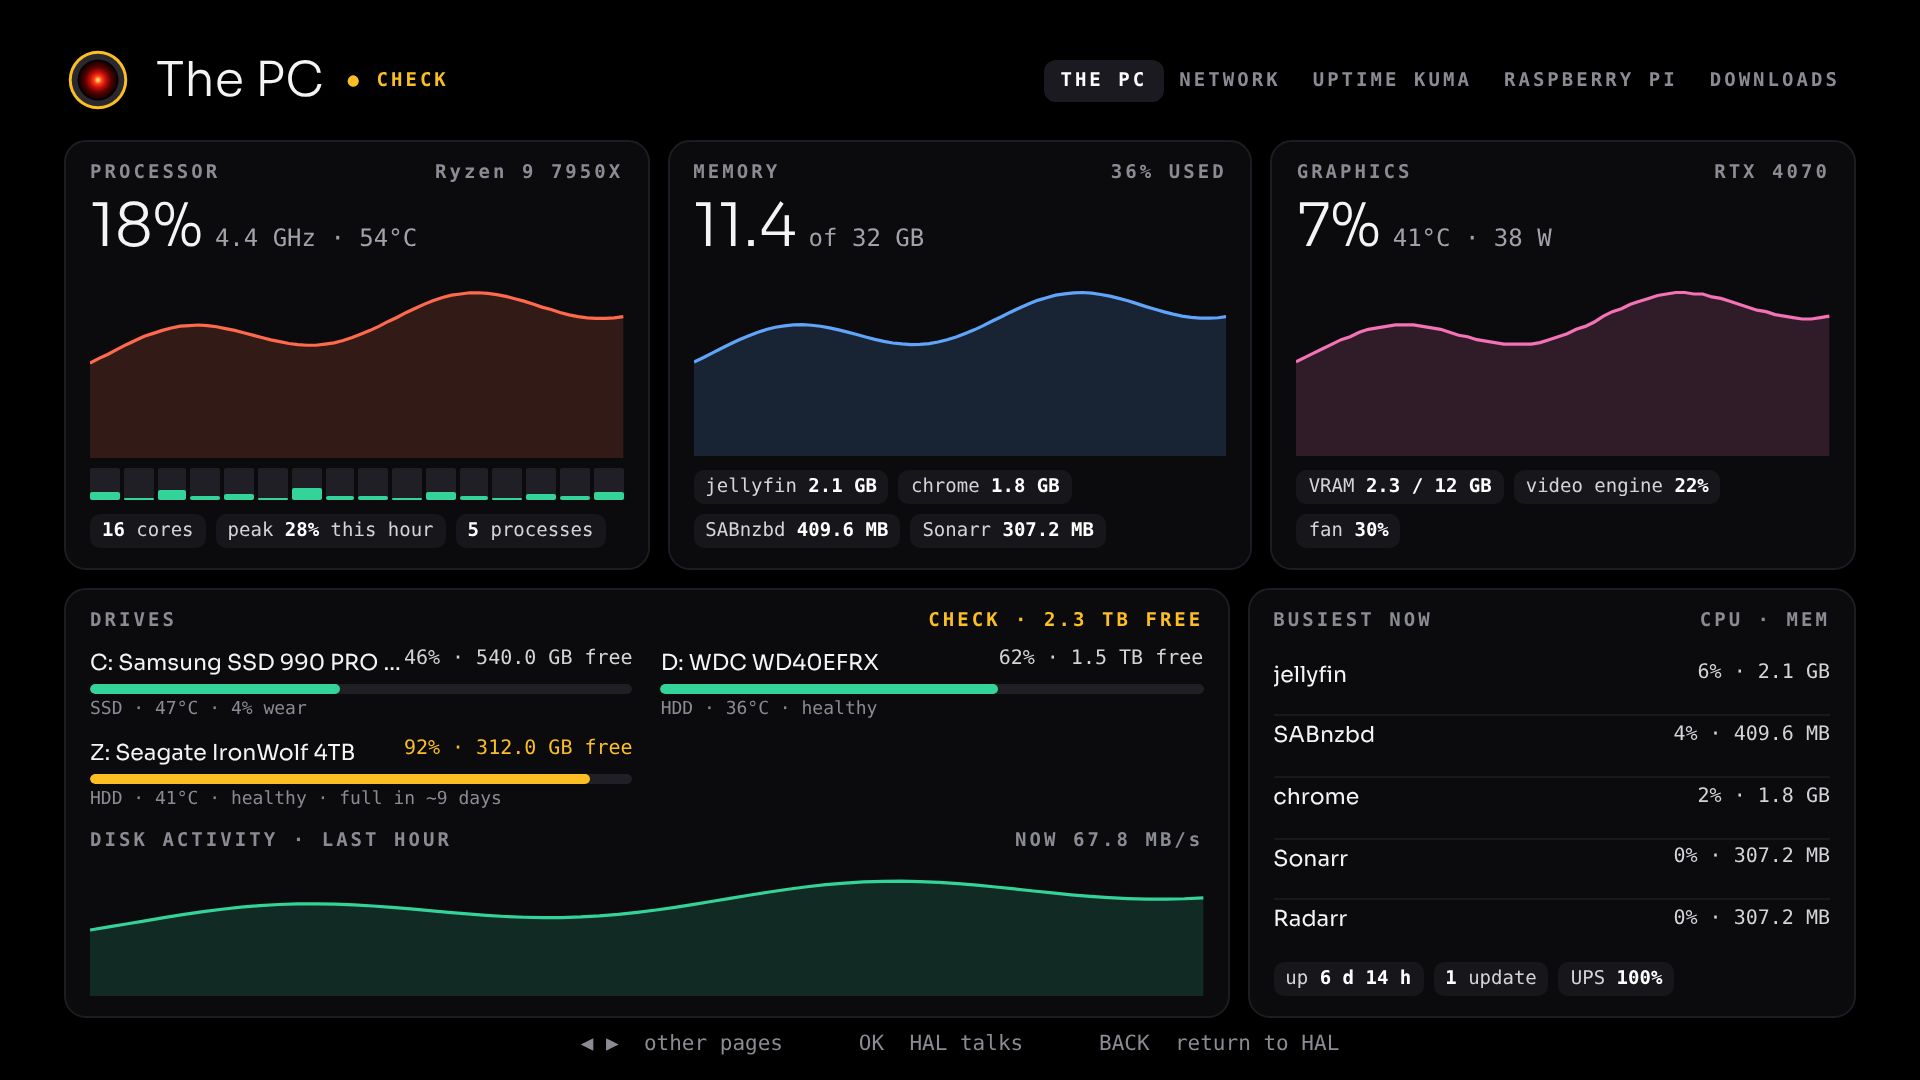 The PC ● CHECK
THE PC NETWORK UPTIME KUMA RASPBERRY PI DOWNLOADS
PROCESSOR Ryzen 9 7950X
18% 4.4 GHz · 54°C
16 cores peak 28% this hour 5 processes
MEMORY 36% USED
11.4 of 32 GB
jellyfin 2.1 GB chrome 1.8 GB
SABnzbd 409.6 MB Sonarr 307.2 MB
GRAPHICS RTX 4070
7% 41°C · 38 W
VRAM 2.3 / 12 GB video engine 22%
fan 30%
DRIVES CHECK · 2.3 TB FREE
C: Samsung SSD 990 PRO ... 46% · 540.0 GB free
SSD · 47°C · 4% wear
D: WDC WD40EFRX 62% · 1.5 TB free
HDD · 36°C · healthy
Z: Seagate IronWolf 4TB 92% · 312.0 GB free
HDD · 41°C · healthy · full in ~9 days
DISK ACTIVITY · LAST HOUR NOW 67.8 MB/s
BUSIEST NOW CPU · MEM
jellyfin 6% · 2.1 GB
SABnzbd 4% · 409.6 MB
chrome 2% · 1.8 GB
Sonarr 0% · 307.2 MB
Radarr 0% · 307.2 MB
up 6 d 14 h 1 update UPS 100%
◀ ▶ other pages OK HAL talks BACK return to HAL